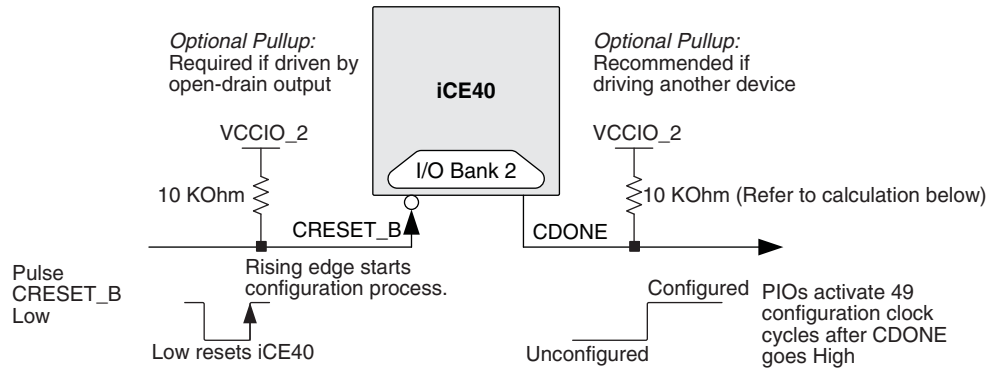 Optional Pullup:
Required if driven by
open-drain output
iCE40
Optional Pullup:
Recommended if
driving another device
VCCIO_2
VCCIO_2
I/O Bank 2
10 KOhm
10 KOhm (Refer to calculation below)
CRESET_B
CDONE
Rising edge starts
configuration process.
Pulse
CRESET_B
Low
Low resets iCE40
Configured
Unconfigured
PIOs activate 49
configuration clock
cycles after CDONE
goes High